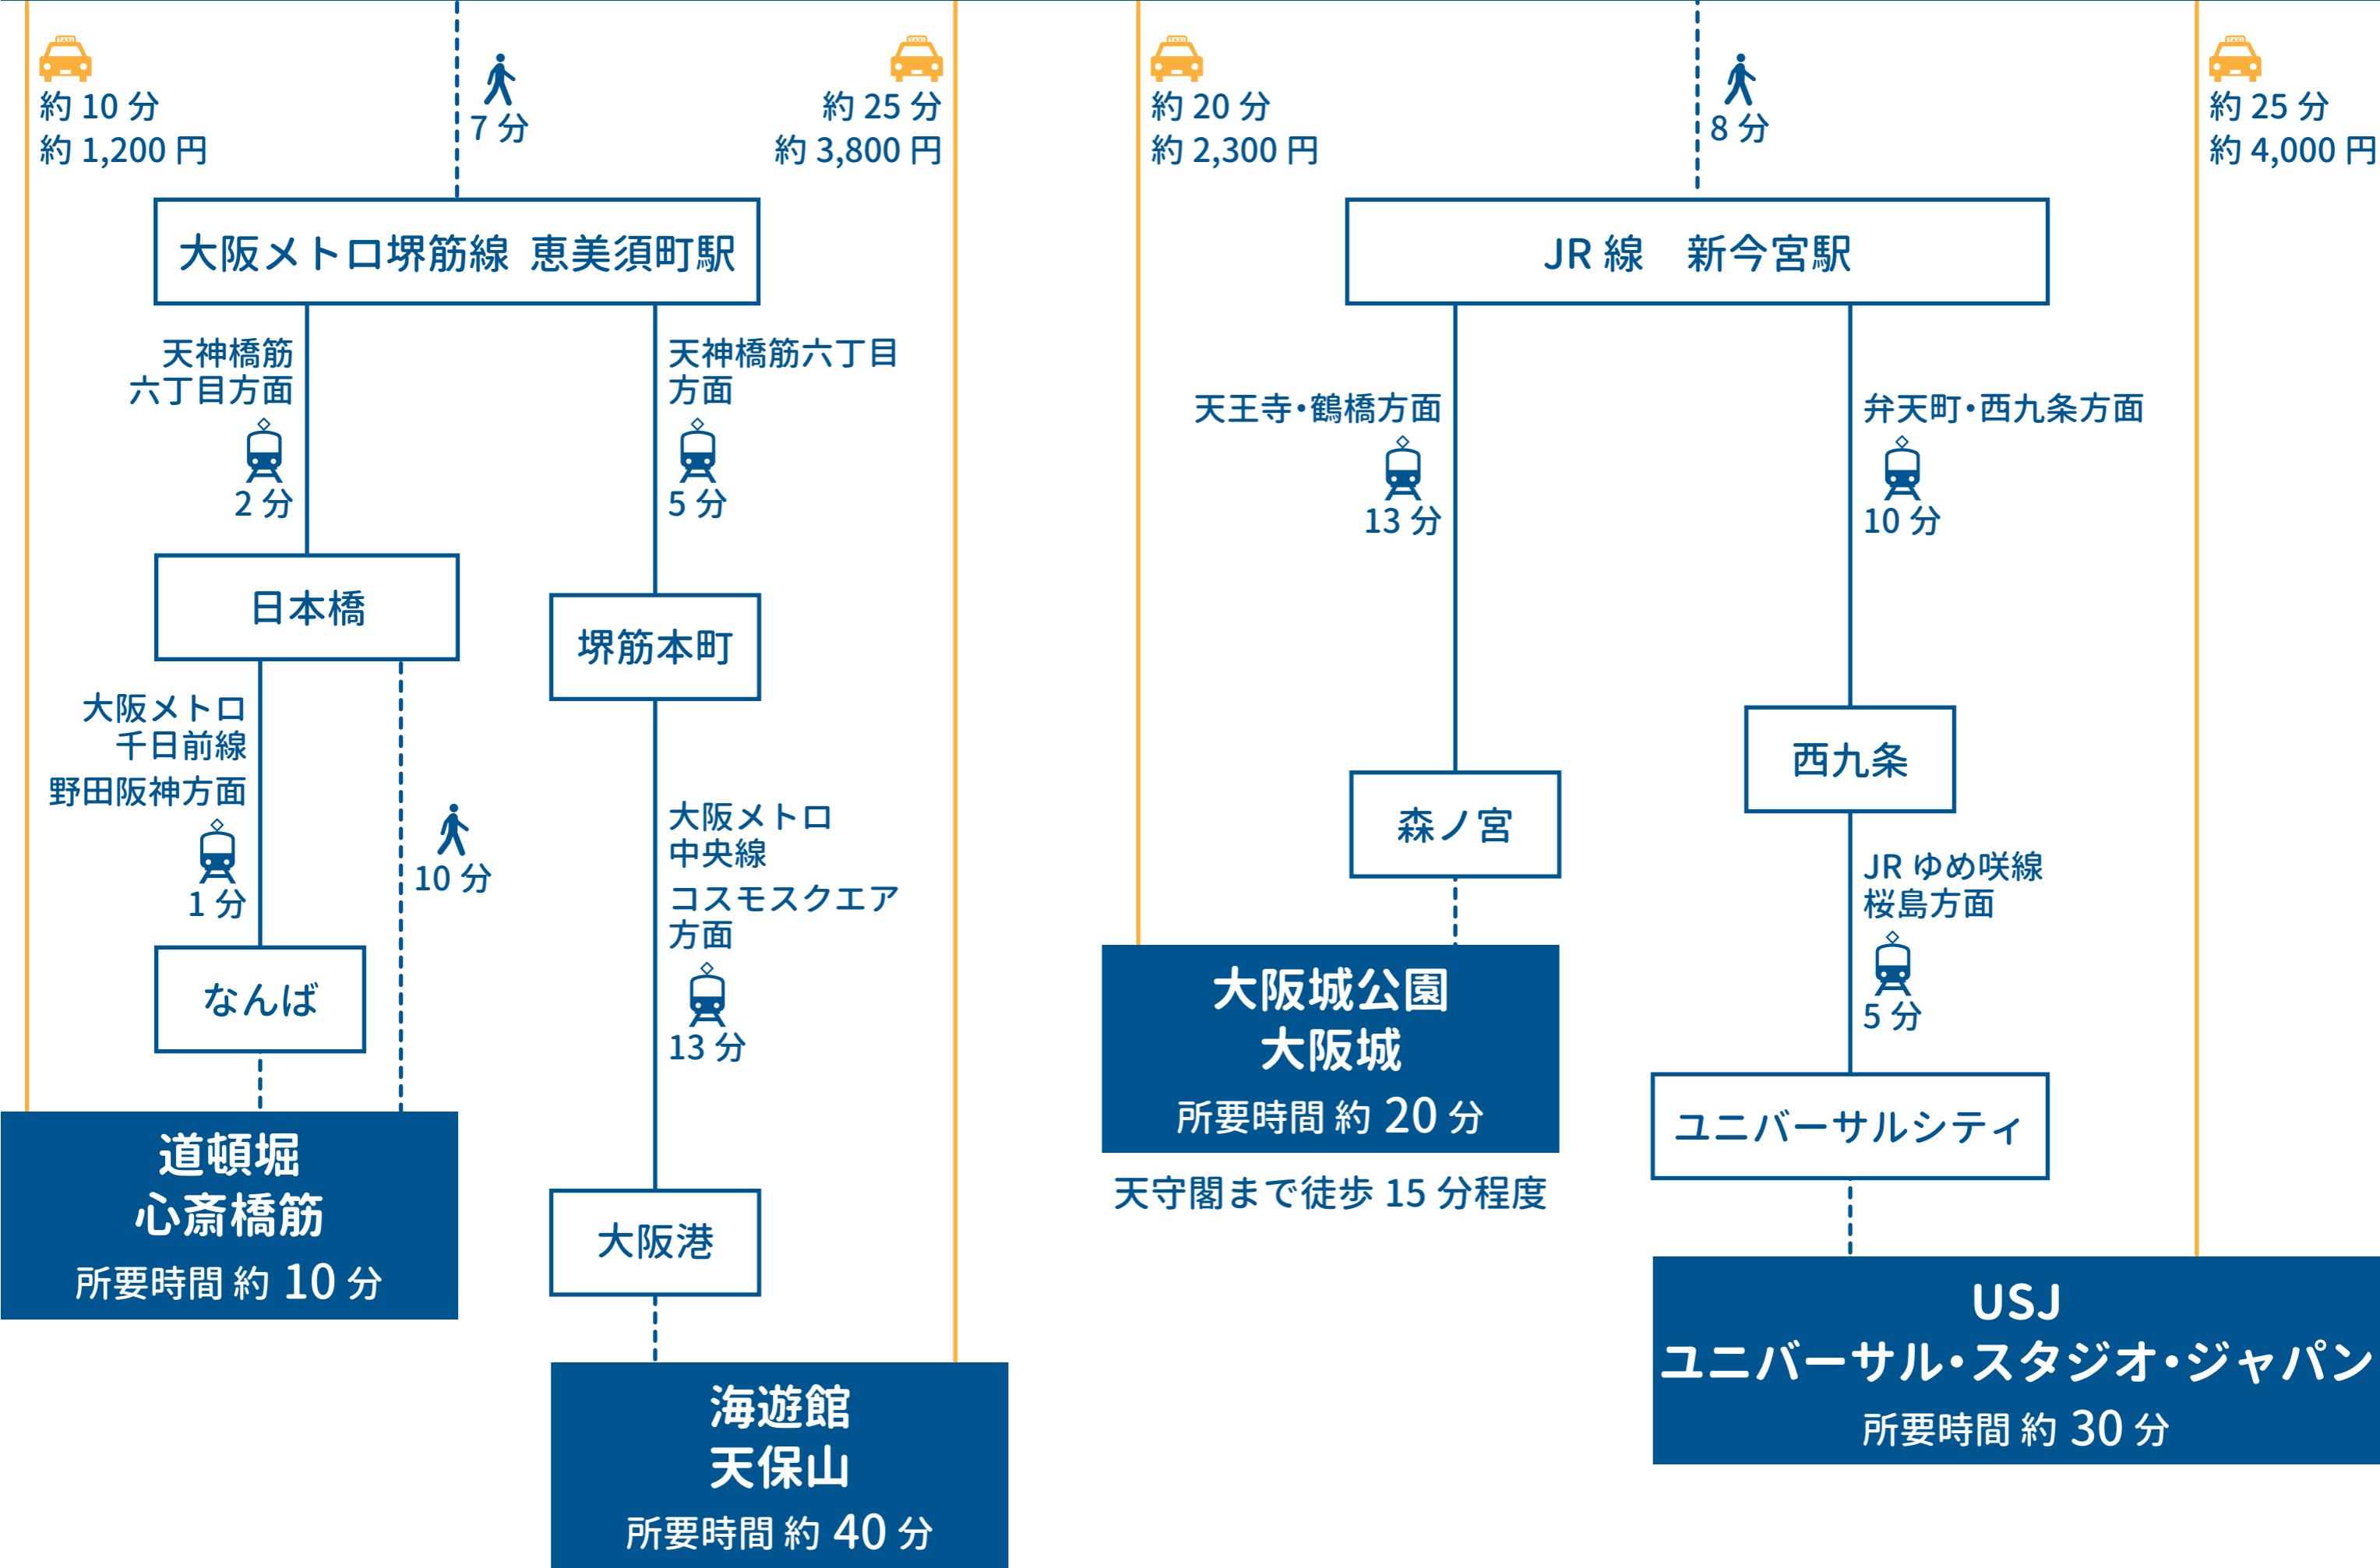 約 10 分
約 1,200 円
7 分
約 25 分
約 3,800 円
大阪メトロ堺筋線 恵美須町駅
天神橋筋
六丁目方面
2 分
天神橋筋六丁目
方面
5 分
日本橋
堺筋本町
大阪メトロ
千日前線
野田阪神方面
1 分
10 分
なんば
大阪メトロ
中央線
コスモスクエア
方面
13 分
道頓堀
心斎橋筋
所要時間 約 10 分
大阪港
海遊館
天保山
所要時間 約 40 分
約 20 分
約 2,300 円
8 分
約 25 分
約 4,000 円
JR 線　新今宮駅
天王寺・鶴橋方面
13 分
弁天町・西九条方面
10 分
森ノ宮
西九条
大阪城公園
大阪城
所要時間 約 20 分
天守閣まで徒歩 15 分程度
JR ゆめ咲線
桜島方面
5 分
ユニバーサルシティ
USJ
ユニバーサル・スタジオ・ジャパン
所要時間 約 30 分